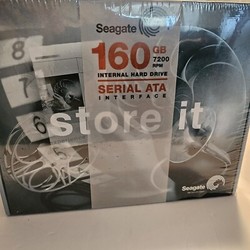 Seagate
160 GB
7200
RPM
INTERNAL HARD DRIVE
SERIAL ATA
INTERFACE
8
7
6
store it
Seagate